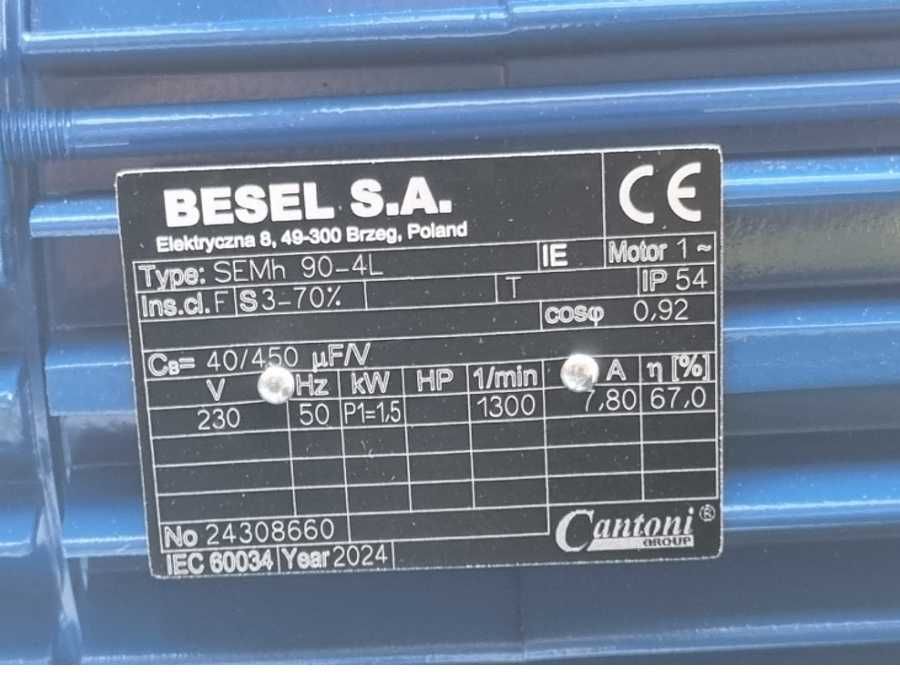 BESEL S.A.
Elektryczna 8, 49-300 Brzeg, Poland
CE
IE Motor 1~
Type: SEMh 90-4L
T IP 54
Ins.cl. F S 3-70%
cosφ 0,92
CB= 40/450 μF/V
V Hz kW HP 1/min A η [%]
230 50 P1=1,5 1300 7,80 67,0
No 24308660
Cantoni ®
GROUP
IEC 60034 Year 2024